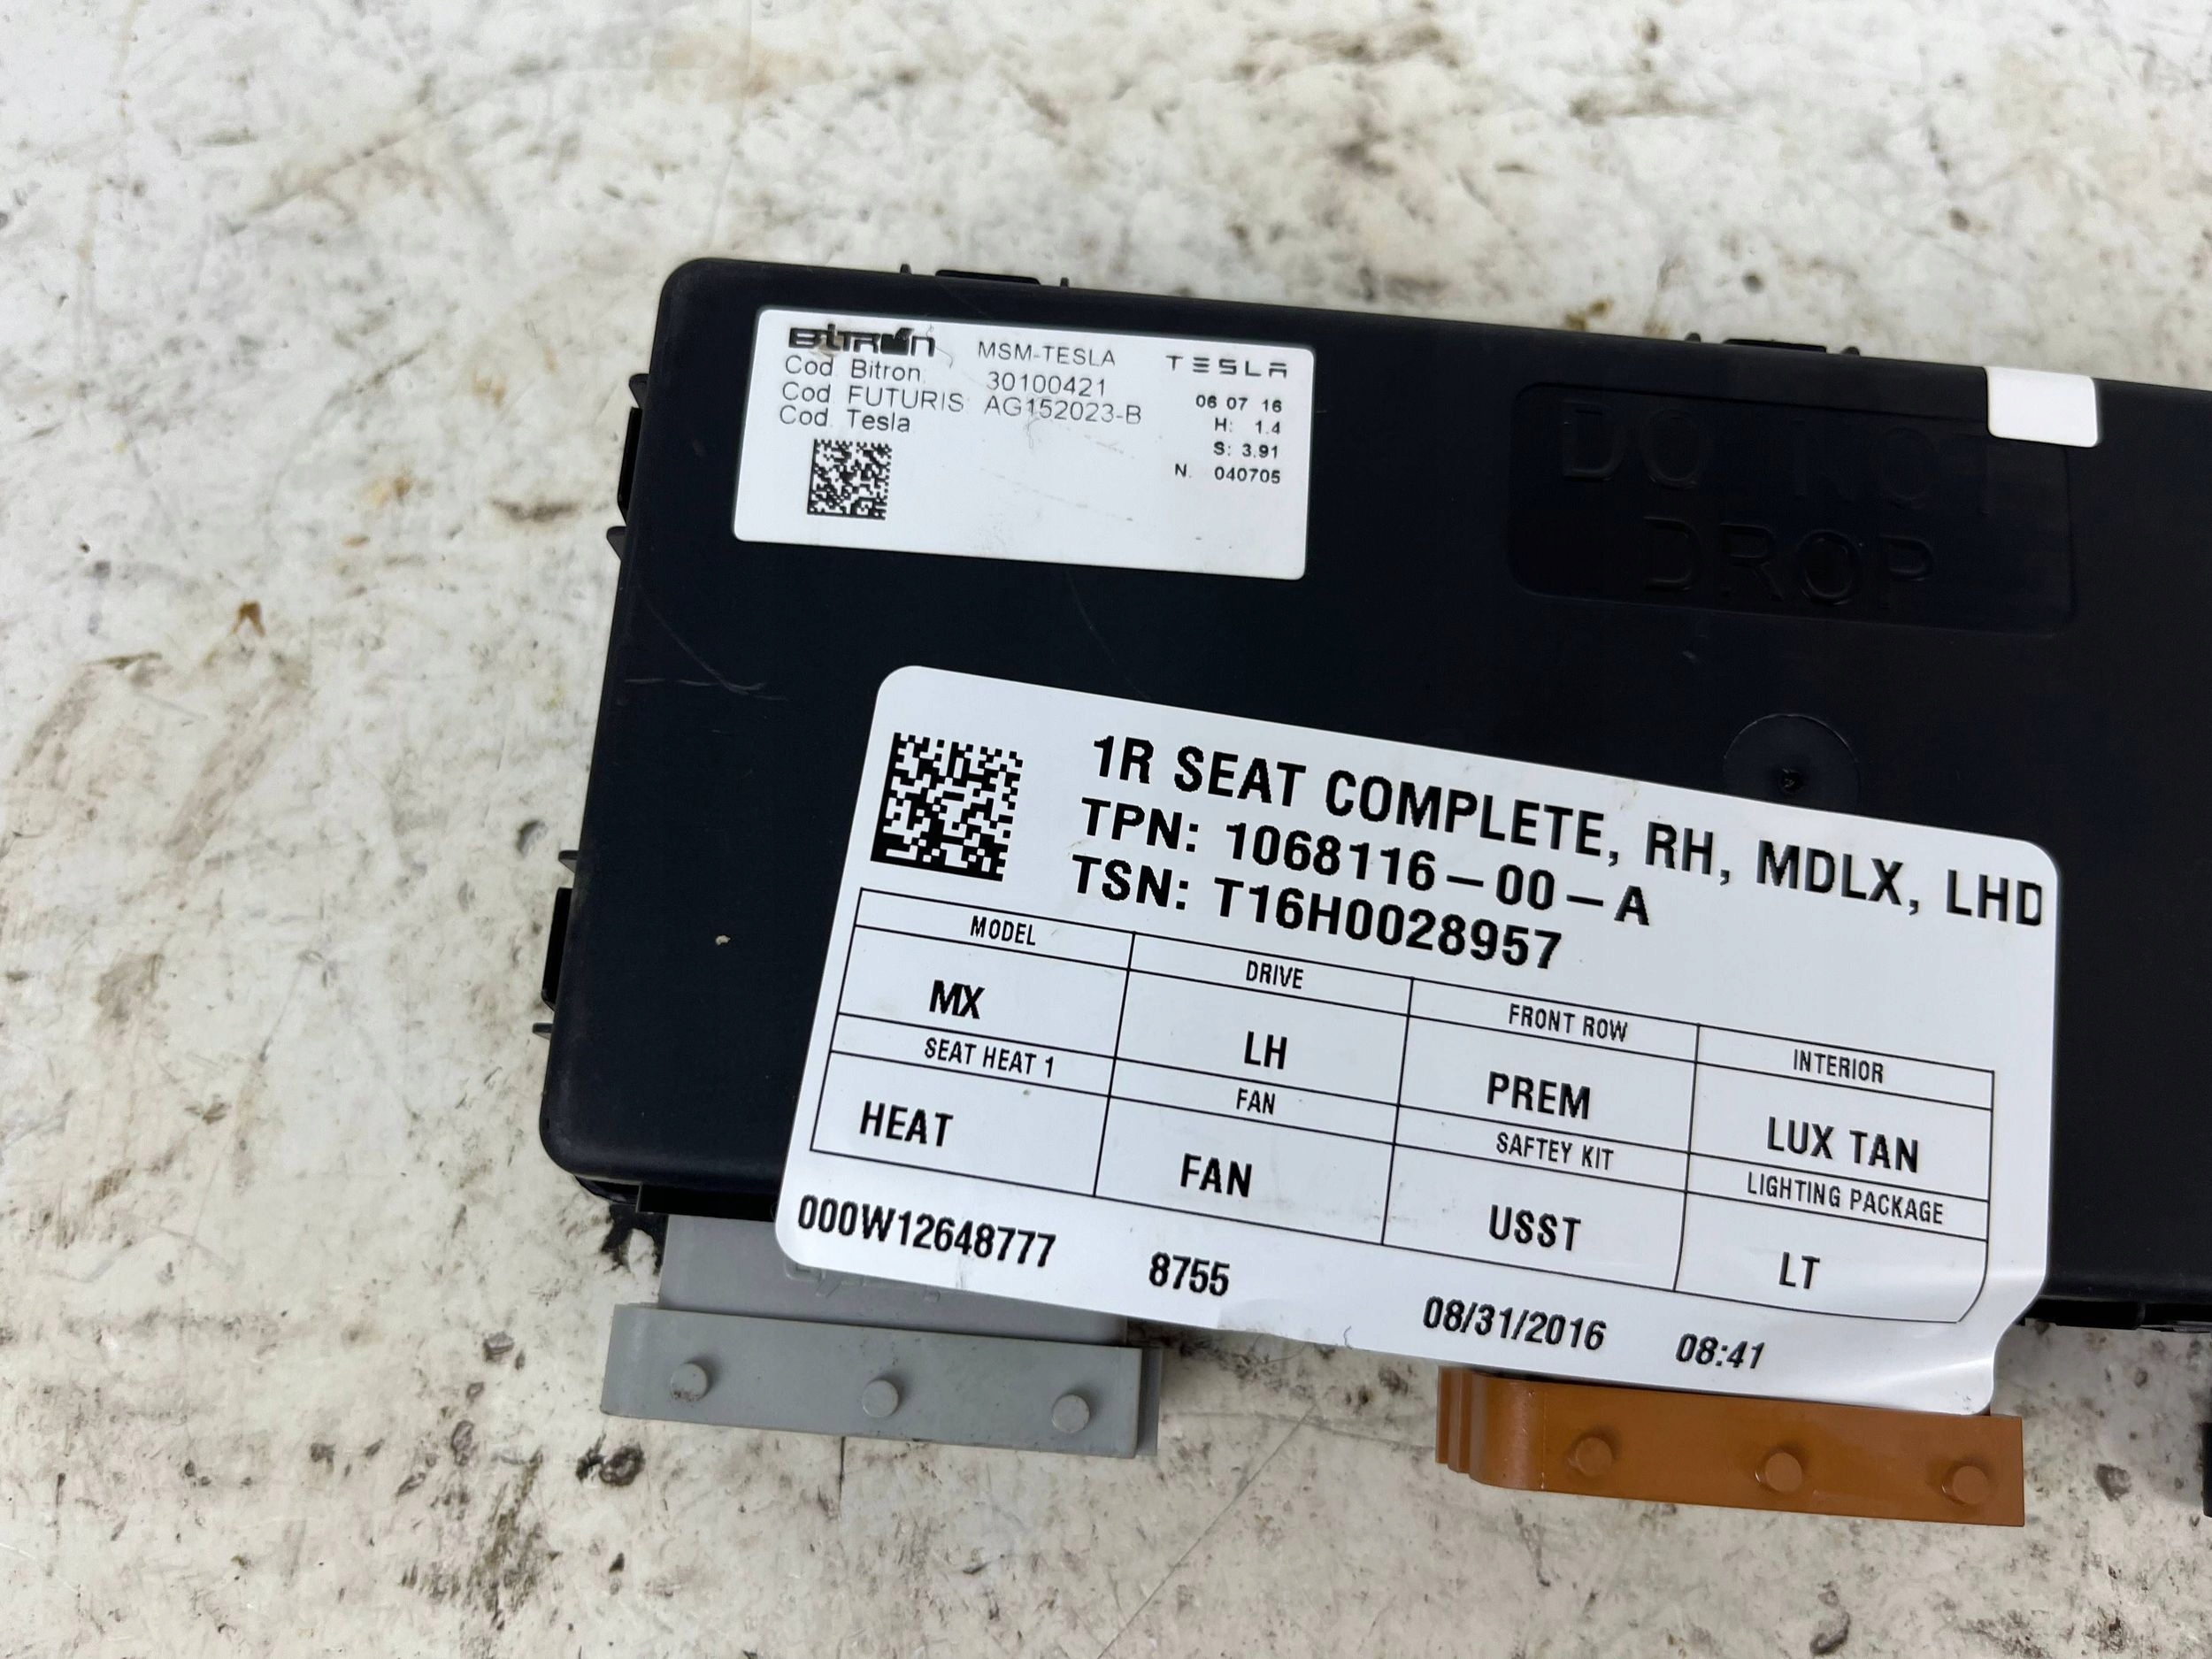 BitRon MSM-TESLA TESLA
Cod. Bitron. 30100421
Cod. FUTURIS: AG152023-B
Cod. Tesla
06 07 16
H: 1.4
S: 3.91
N. 040705
DO NOT
DROP
1R SEAT COMPLETE, RH, MDLX, LHD
TPN: 1068116-00-A
TSN: T16H0028957
MODEL DRIVE FRONT ROW INTERIOR
MX LH PREM LUX TAN
SEAT HEAT 1 FAN SAFTEY KIT LIGHTING PACKAGE
HEAT FAN USST LT
000W12648777 8755 08/31/2016 08:41